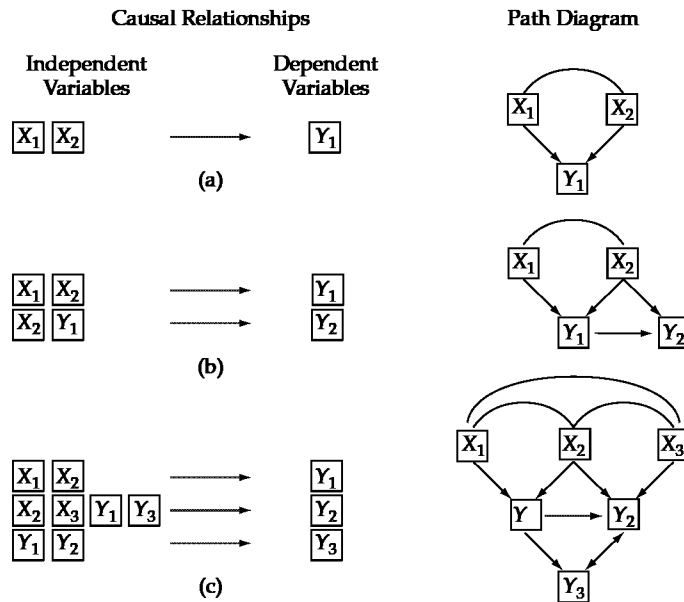 Causal Relationships
Path Diagram
Independent Variables
Dependent Variables
X₁ X₂
Y₁
(a)
X₁ X₂
Y₁
X₁ X₂
Y₁
X₂ Y₁
Y₂
(b)
X₁ X₂
Y₁ Y₂
X₁ X₂
Y₁
X₂ X₃ Y₁ Y₃
Y₂
Y₁ Y₂
Y₃
(c)
X₁ X₂ X₃
Y Y₂
Y₃